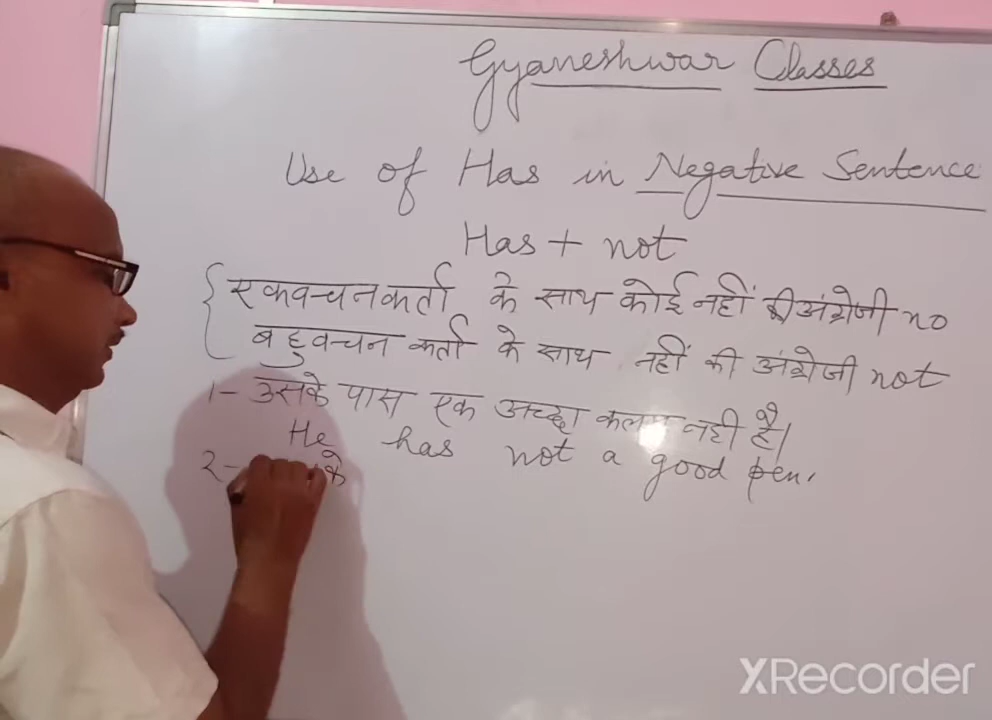 Gyaneshwar Classes
Use of Has in Negative Sentence
Has + not
एकवचन कर्ता के साथ कोई नहीं की अंग्रेजी no
बहुवचन कर्ता के साथ नहीं की अंग्रेजी not
1- उसके पास एक अच्छा कलम नही है।
He has not a good pen.
2- के
XRecorder